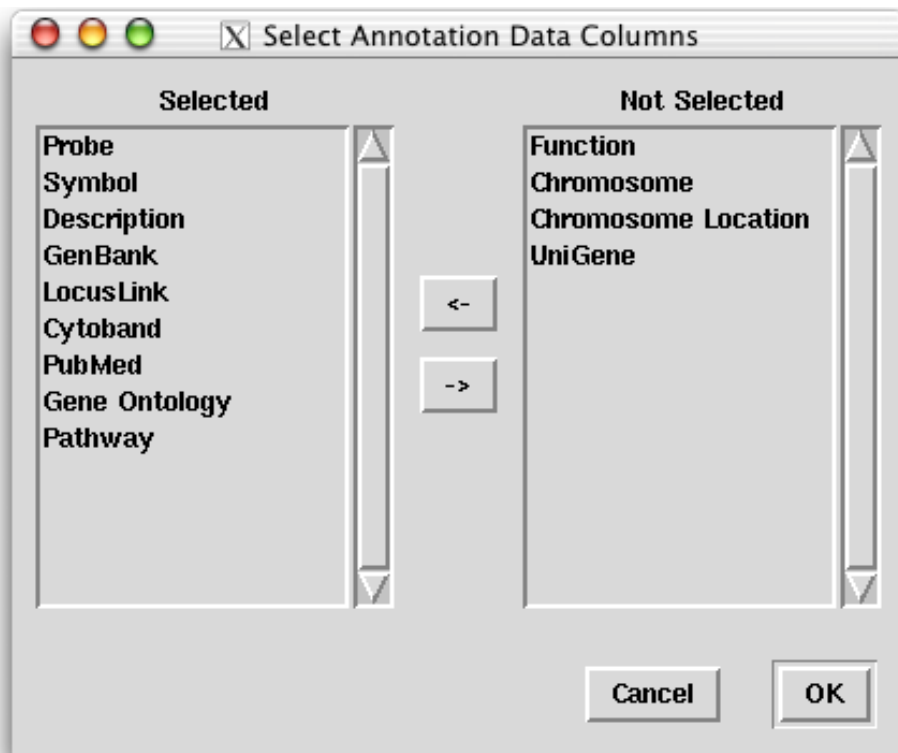 X Select Annotation Data Columns
Selected
Not Selected
Probe
Symbol
Description
GenBank
LocusLink
Cytoband
PubMed
Gene Ontology
Pathway
Function
Chromosome
Chromosome Location
UniGene
<-
->
Cancel
OK